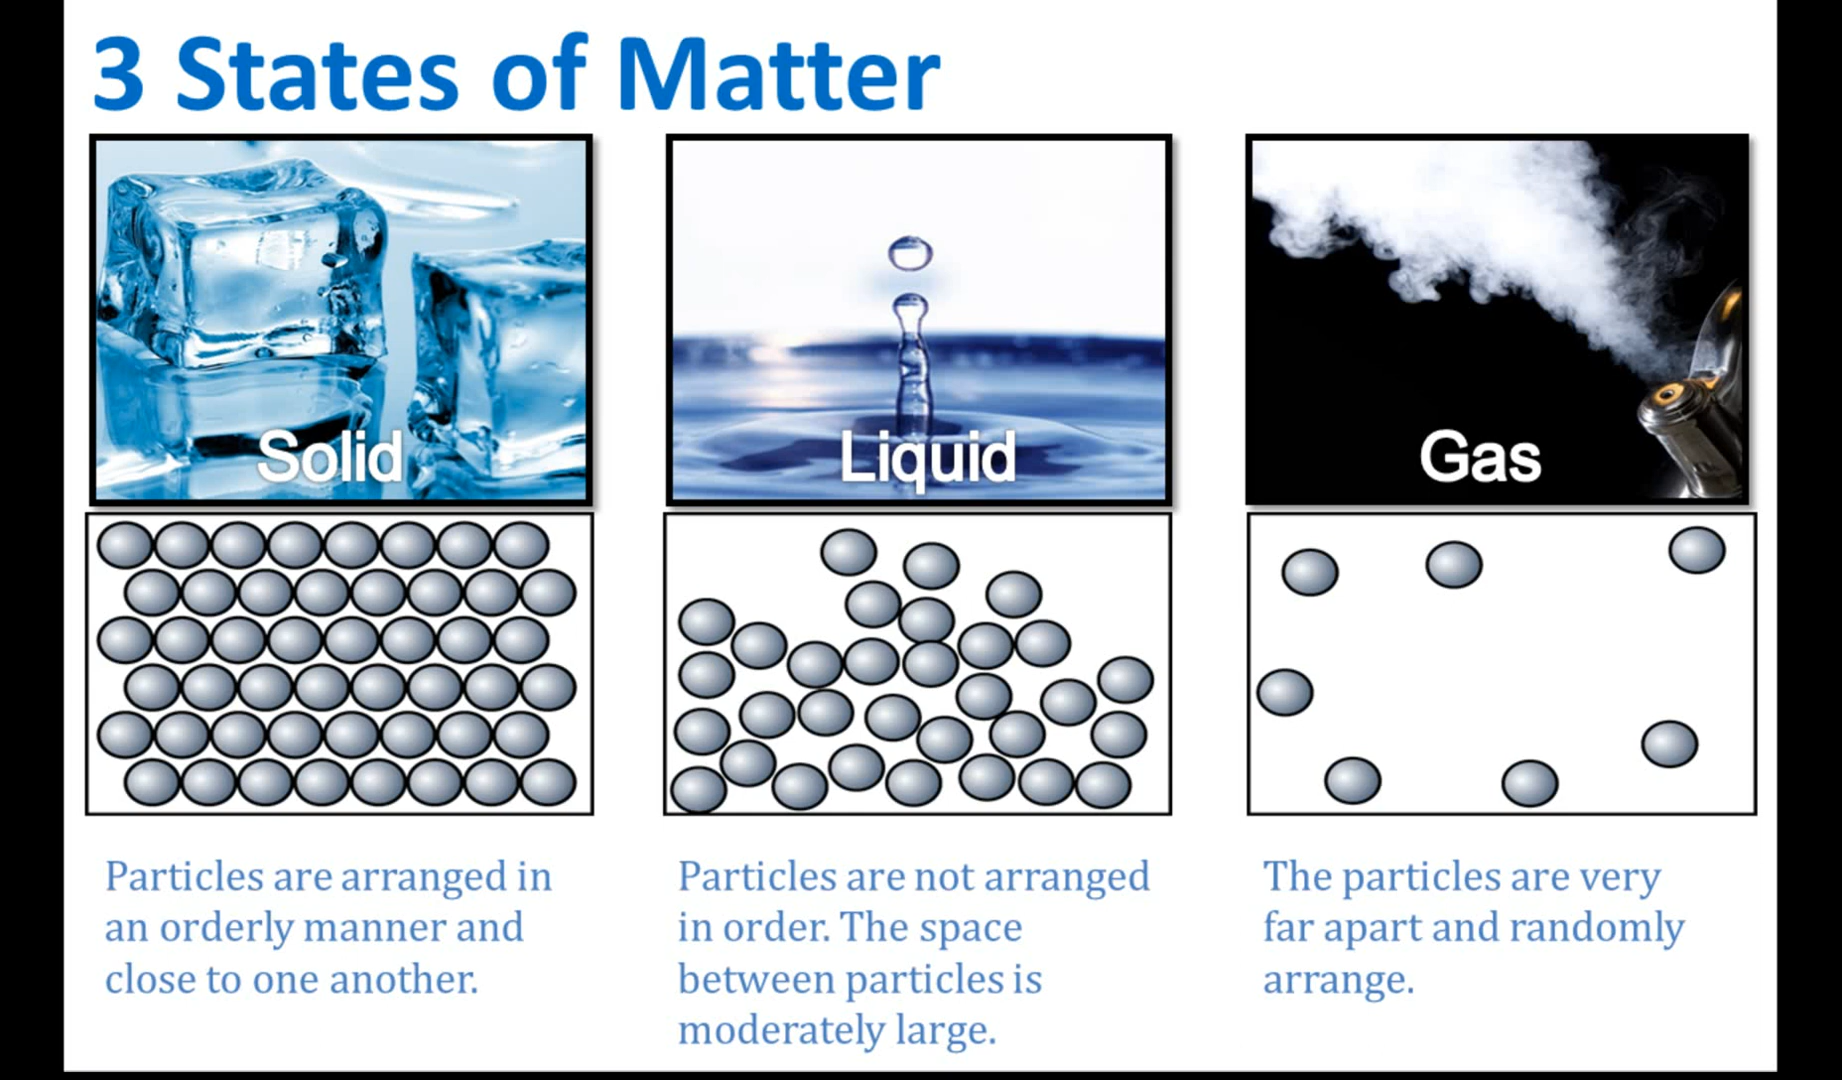 3 States of Matter
Solid
Liquid
Gas
Particles are arranged in
an orderly manner and
close to one another.
Particles are not arranged
in order. The space
between particles is
moderately large.
The particles are very
far apart and randomly
arrange.